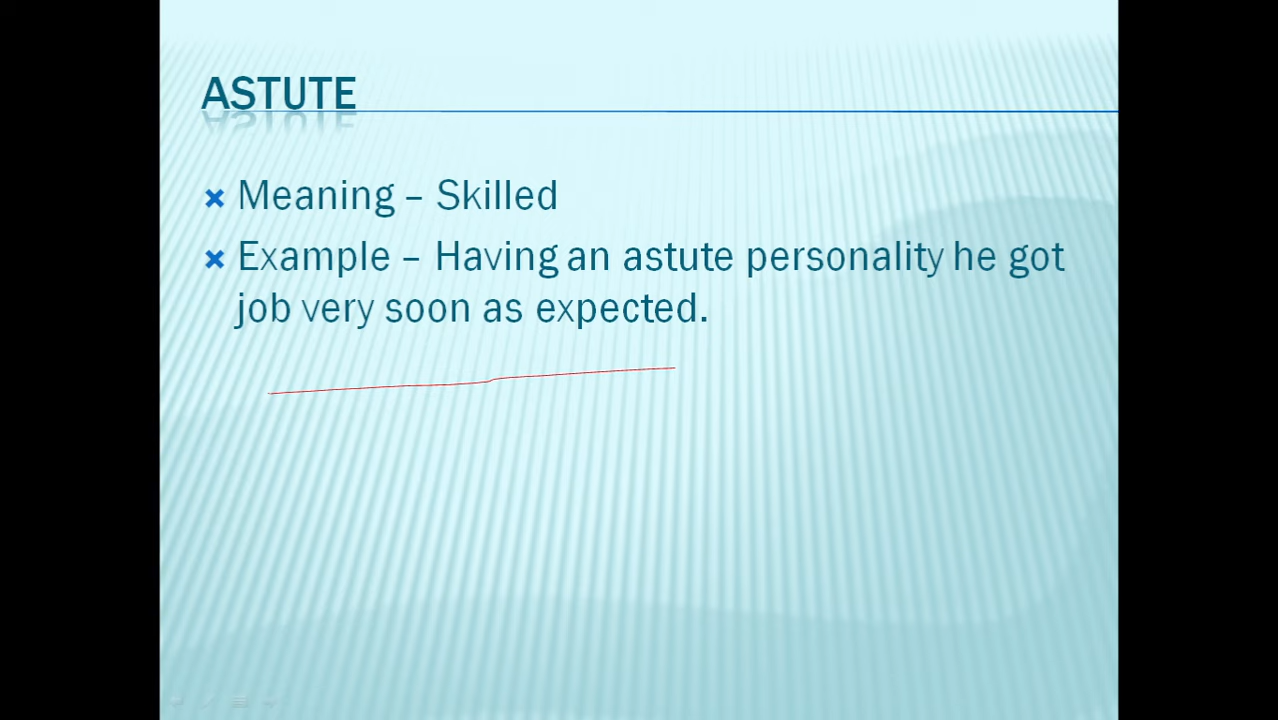 ASTUTE
Meaning – Skilled
Example – Having an astute personality he got
job very soon as expected.